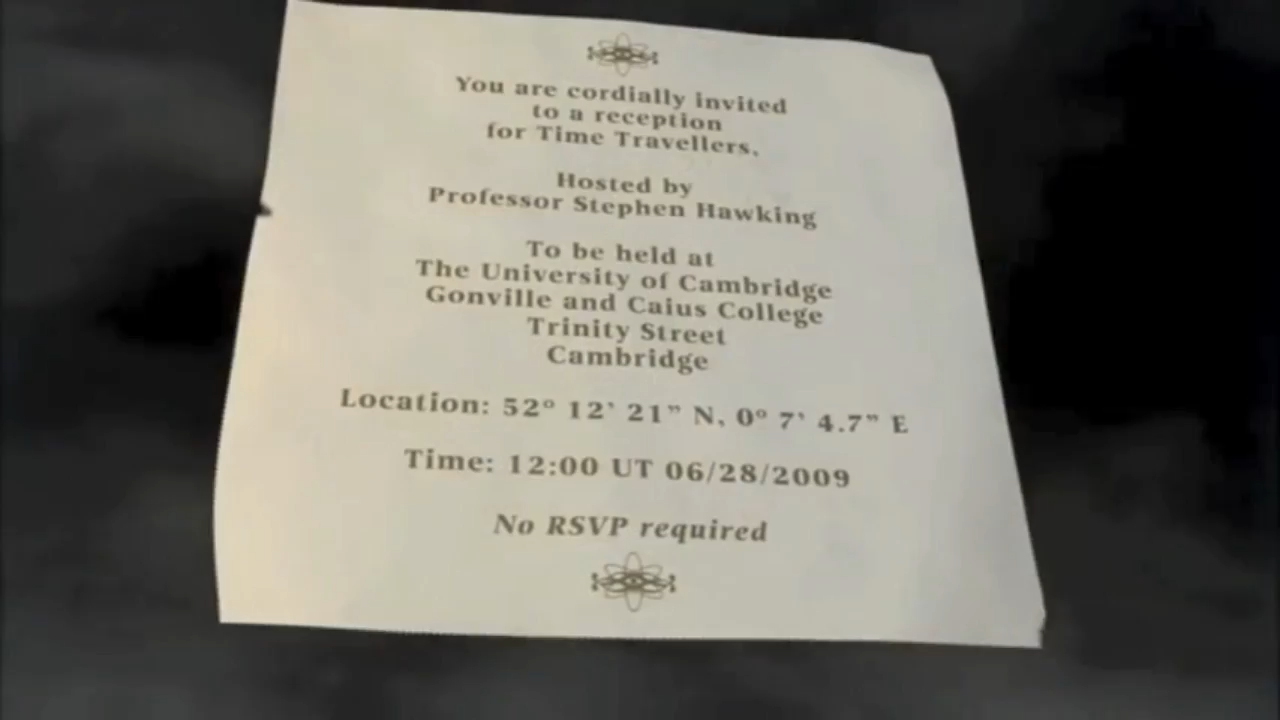 You are cordially invited
to a reception
for Time Travellers.
Hosted by
Professor Stephen Hawking
To be held at
The University of Cambridge
Gonville and Caius College
Trinity Street
Cambridge
Location: 52° 12' 21” N, 0° 7' 4.7” E
Time: 12:00 UT 06/28/2009
No RSVP required